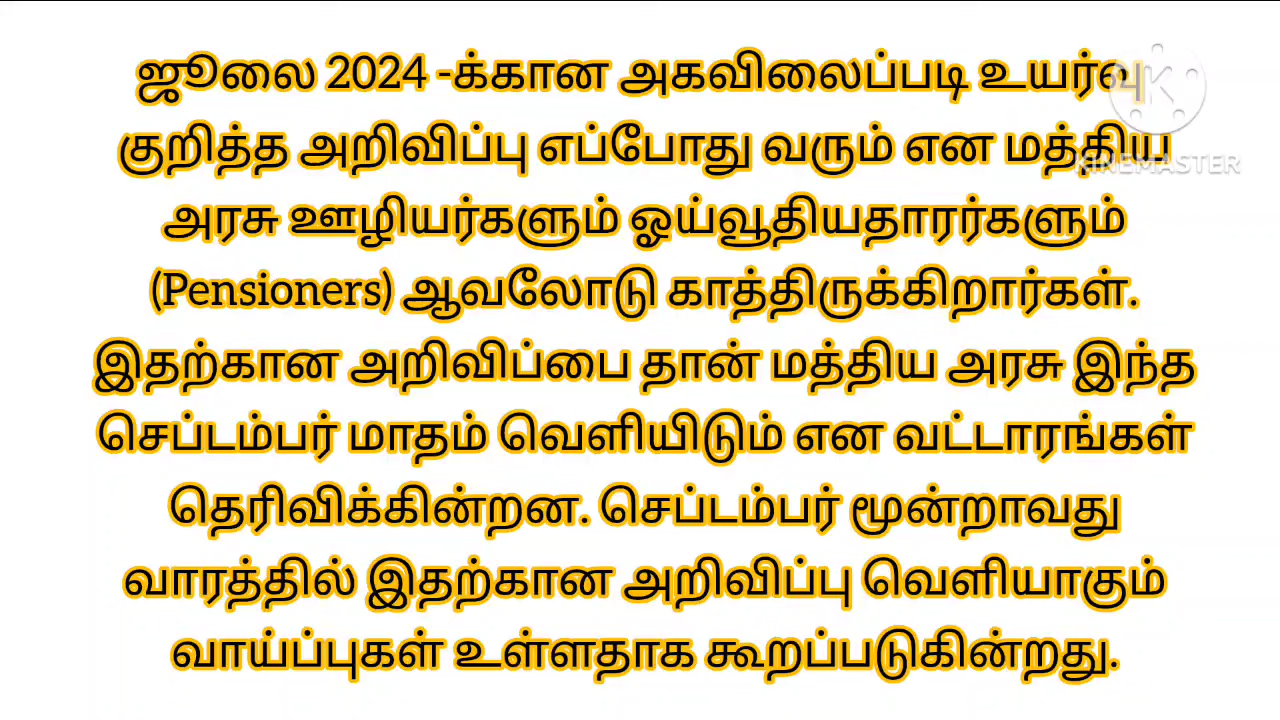 ஜூலை 2024 -க்கான அகவிலைப்படி உயர்வு
குறித்த அறிவிப்பு எப்போது வரும் என மத்திய
KINEMASTER
அரசு ஊழியர்களும் ஓய்வூதியதாரர்களும்
(Pensioners) ஆவலோடு காத்திருக்கிறார்கள்.
இதற்கான அறிவிப்பை தான் மத்திய அரசு இந்த
செப்டம்பர் மாதம் வெளியிடும் என வட்டாரங்கள்
தெரிவிக்கின்றன. செப்டம்பர் மூன்றாவது
வாரத்தில் இதற்கான அறிவிப்பு வெளியாகும்
வாய்ப்புகள் உள்ளதாக கூறப்படுகின்றது.